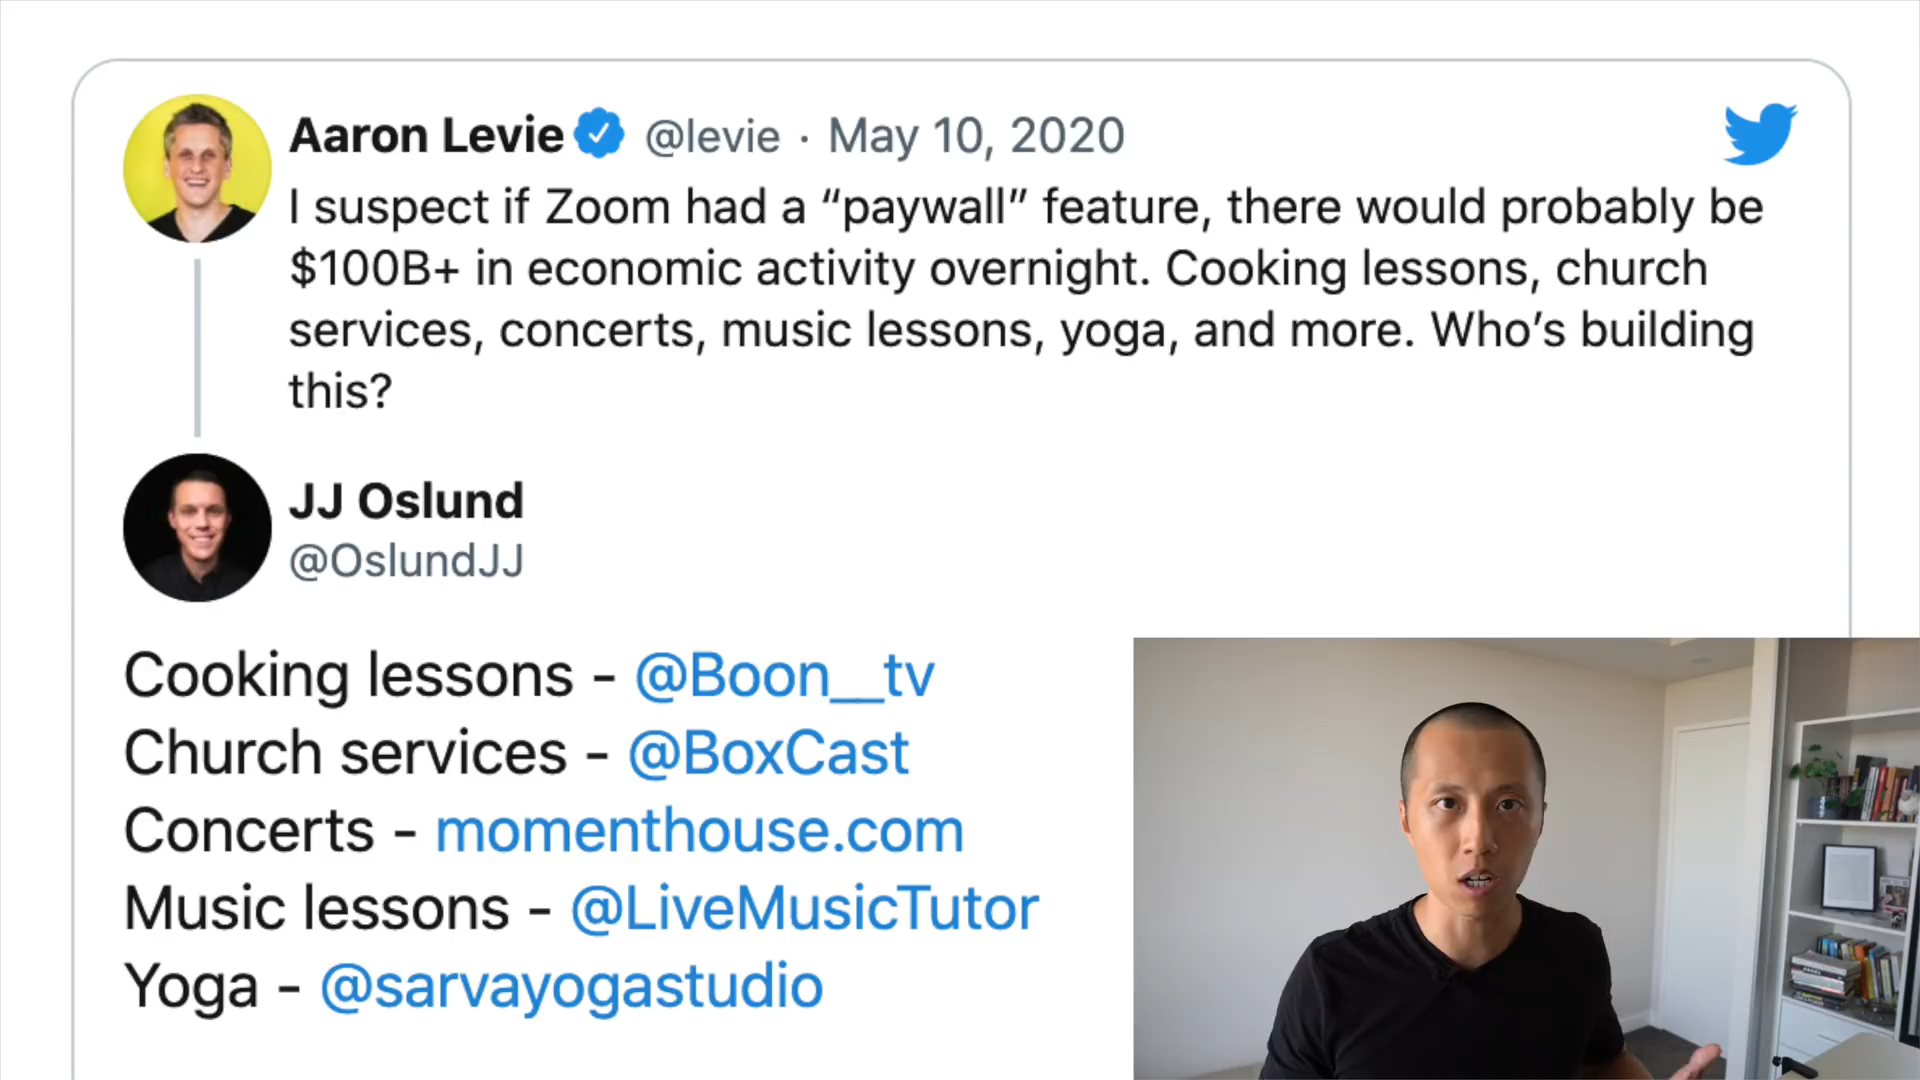 Aaron Levie @levie · May 10, 2020
I suspect if Zoom had a “paywall” feature, there would probably be
$100B+ in economic activity overnight. Cooking lessons, church
services, concerts, music lessons, yoga, and more. Who’s building
this?
JJ Oslund
@OslundJJ
Cooking lessons - @Boon__tv
Church services - @BoxCast
Concerts - momenthouse.com
Music lessons - @LiveMusicTutor
Yoga - @sarvayogastudio